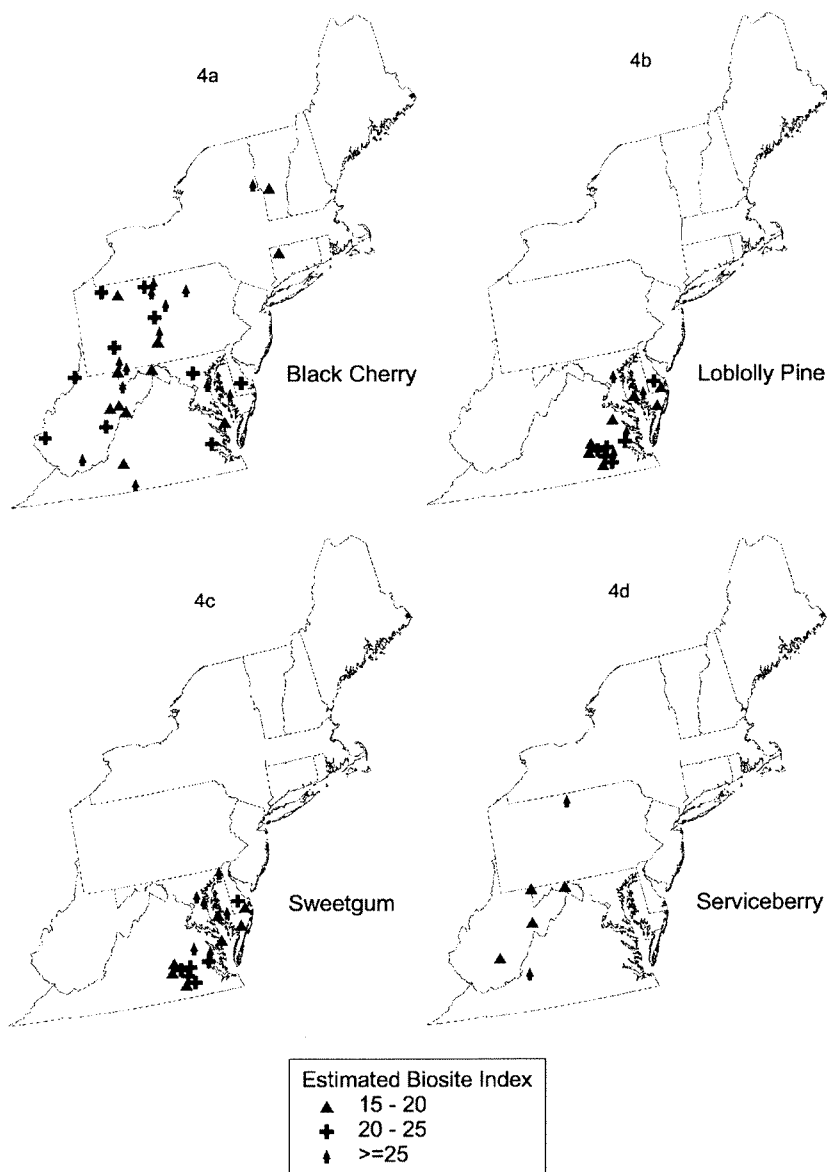 4a
4b
Black Cherry
Loblolly Pine
4c
4d
Sweetgum
Serviceberry
Estimated Biosite Index
15 - 20
20 - 25
>=25